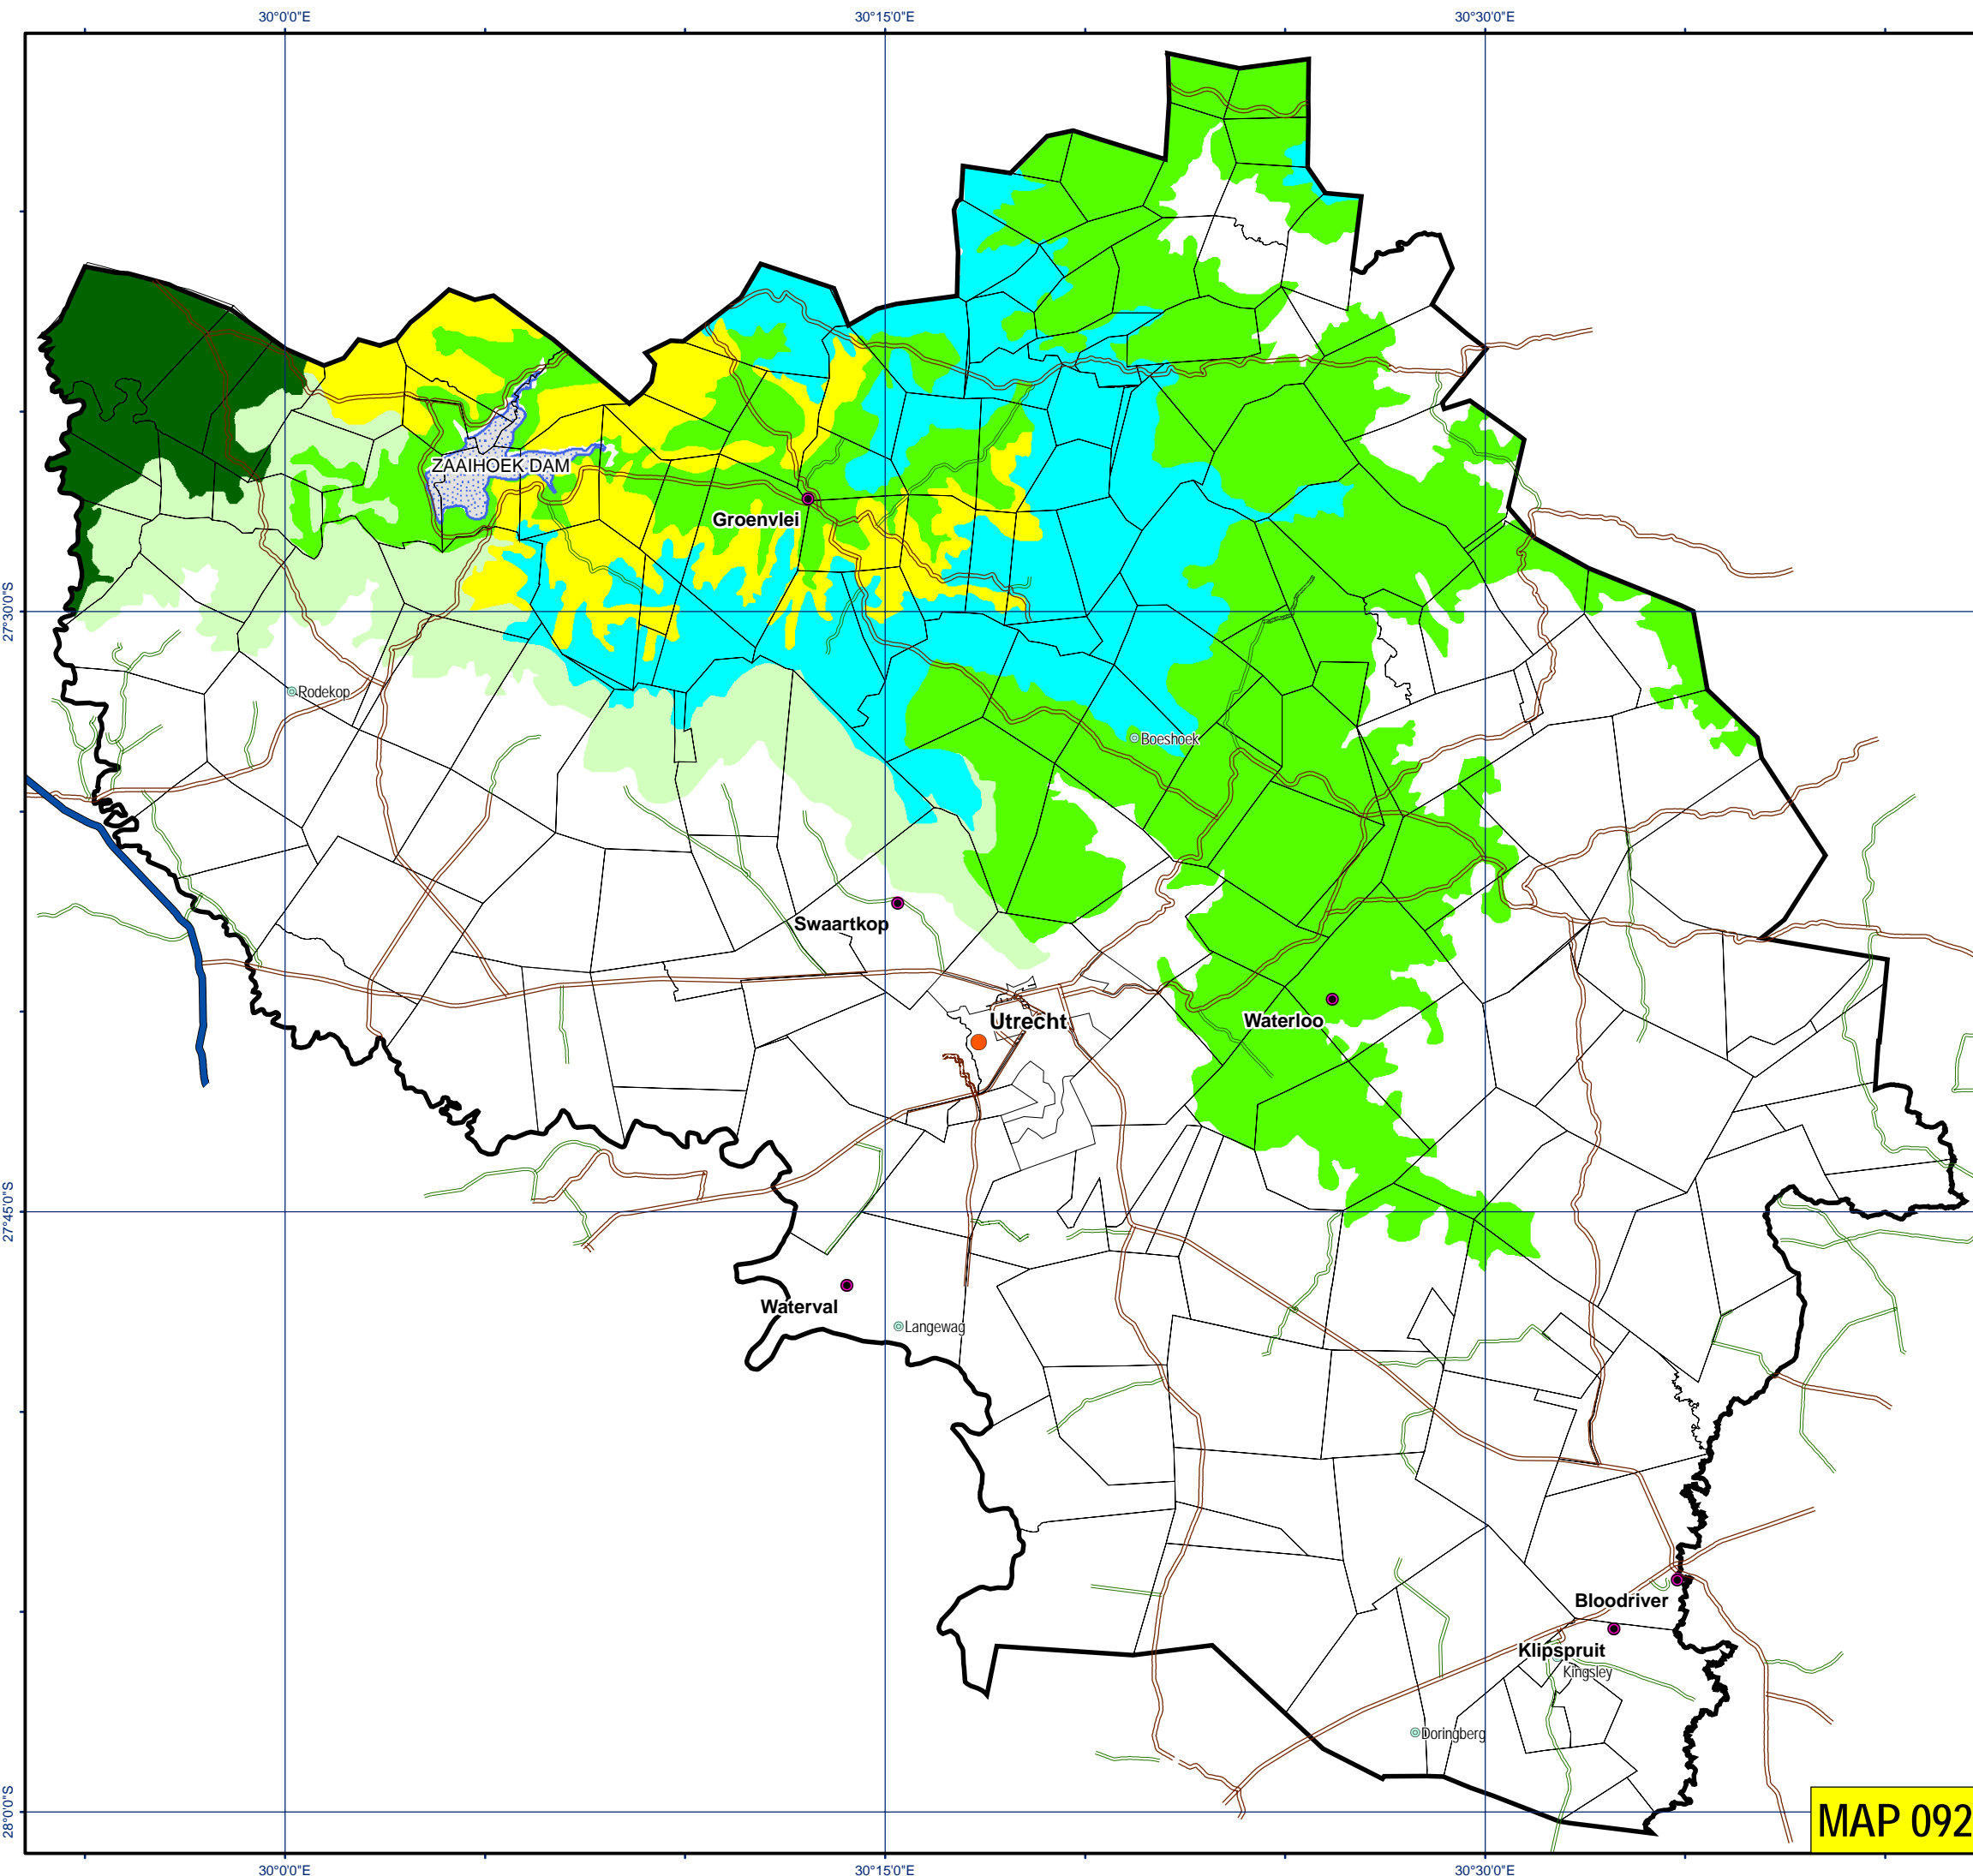 30°0'0"E
30°15'0"E
30°30'0"E
ZAAIHOEK DAM
Groenvlei
27°30'0"S
Rodekop
Boeshoek
Swaartkop
Utrecht
Waterloo
27°45'0"S
Waterval
Langewag
Bloodriver
Klipspruit
Kingsley
Doringberg
28°0'0"S
MAP 092
30°0'0"E
30°15'0"E
30°30'0"E